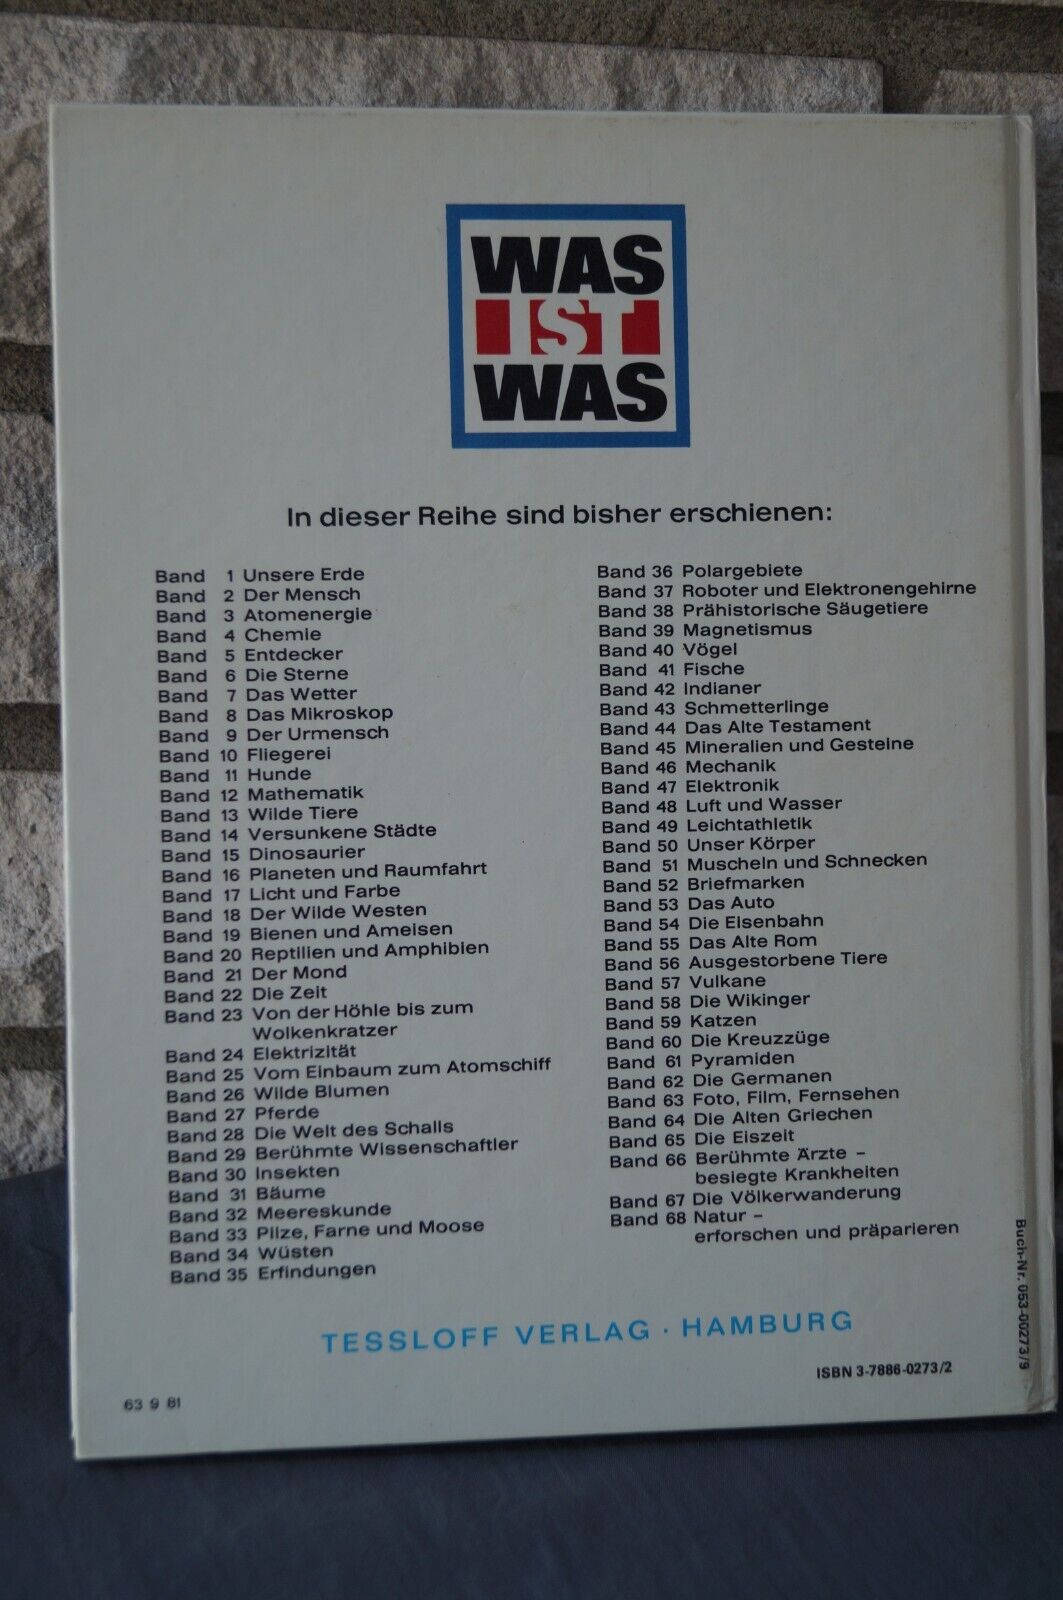 WAS
IST
WAS
In dieser Reihe sind bisher erschienen:
Band 1 Unsere Erde
Band 2 Der Mensch
Band 3 Atomenergie
Band 4 Chemie
Band 5 Entdecker
Band 6 Die Sterne
Band 7 Das Wetter
Band 8 Das Mikroskop
Band 9 Der Urmensch
Band 10 Fliegerei
Band 11 Hunde
Band 12 Mathematik
Band 13 Wilde Tiere
Band 14 Versunkene Städte
Band 15 Dinosaurier
Band 16 Planeten und Raumfahrt
Band 17 Licht und Farbe
Band 18 Der Wilde Westen
Band 19 Bienen und Ameisen
Band 20 Reptilien und Amphibien
Band 21 Der Mond
Band 22 Die Zeit
Band 23 Von der Höhle bis zum
Wolkenkratzer
Band 24 Elektrizität
Band 25 Vom Einbaum zum Atomschiff
Band 26 Wilde Blumen
Band 27 Pferde
Band 28 Die Welt des Schalls
Band 29 Berühmte Wissenschaftler
Band 30 Insekten
Band 31 Bäume
Band 32 Meereskunde
Band 33 Pilze, Farne und Moose
Band 34 Wüsten
Band 35 Erfindungen
Band 36 Polargebiete
Band 37 Roboter und Elektronengehirne
Band 38 Prähistorische Säugetiere
Band 39 Magnetismus
Band 40 Vögel
Band 41 Fische
Band 42 Indianer
Band 43 Schmetterlinge
Band 44 Das Alte Testament
Band 45 Mineralien und Gesteine
Band 46 Mechanik
Band 47 Elektronik
Band 48 Luft und Wasser
Band 49 Leichtathletik
Band 50 Unser Körper
Band 51 Muscheln und Schnecken
Band 52 Briefmarken
Band 53 Das Auto
Band 54 Die Eisenbahn
Band 55 Das Alte Rom
Band 56 Ausgestorbene Tiere
Band 57 Vulkane
Band 58 Die Wikinger
Band 59 Katzen
Band 60 Die Kreuzzüge
Band 61 Pyramiden
Band 62 Die Germanen
Band 63 Foto, Film, Fernsehen
Band 64 Die Alten Griechen
Band 65 Die Eiszeit
Band 66 Berühmte Ärzte –
besiegte Krankheiten
Band 67 Die Völkerwanderung
Band 68 Natur –
erforschen und präparieren
TESSLOFF VERLAG · HAMBURG
ISBN 3-7886-0273/2
63 9 81
Buch-Nr. 053-00273/9